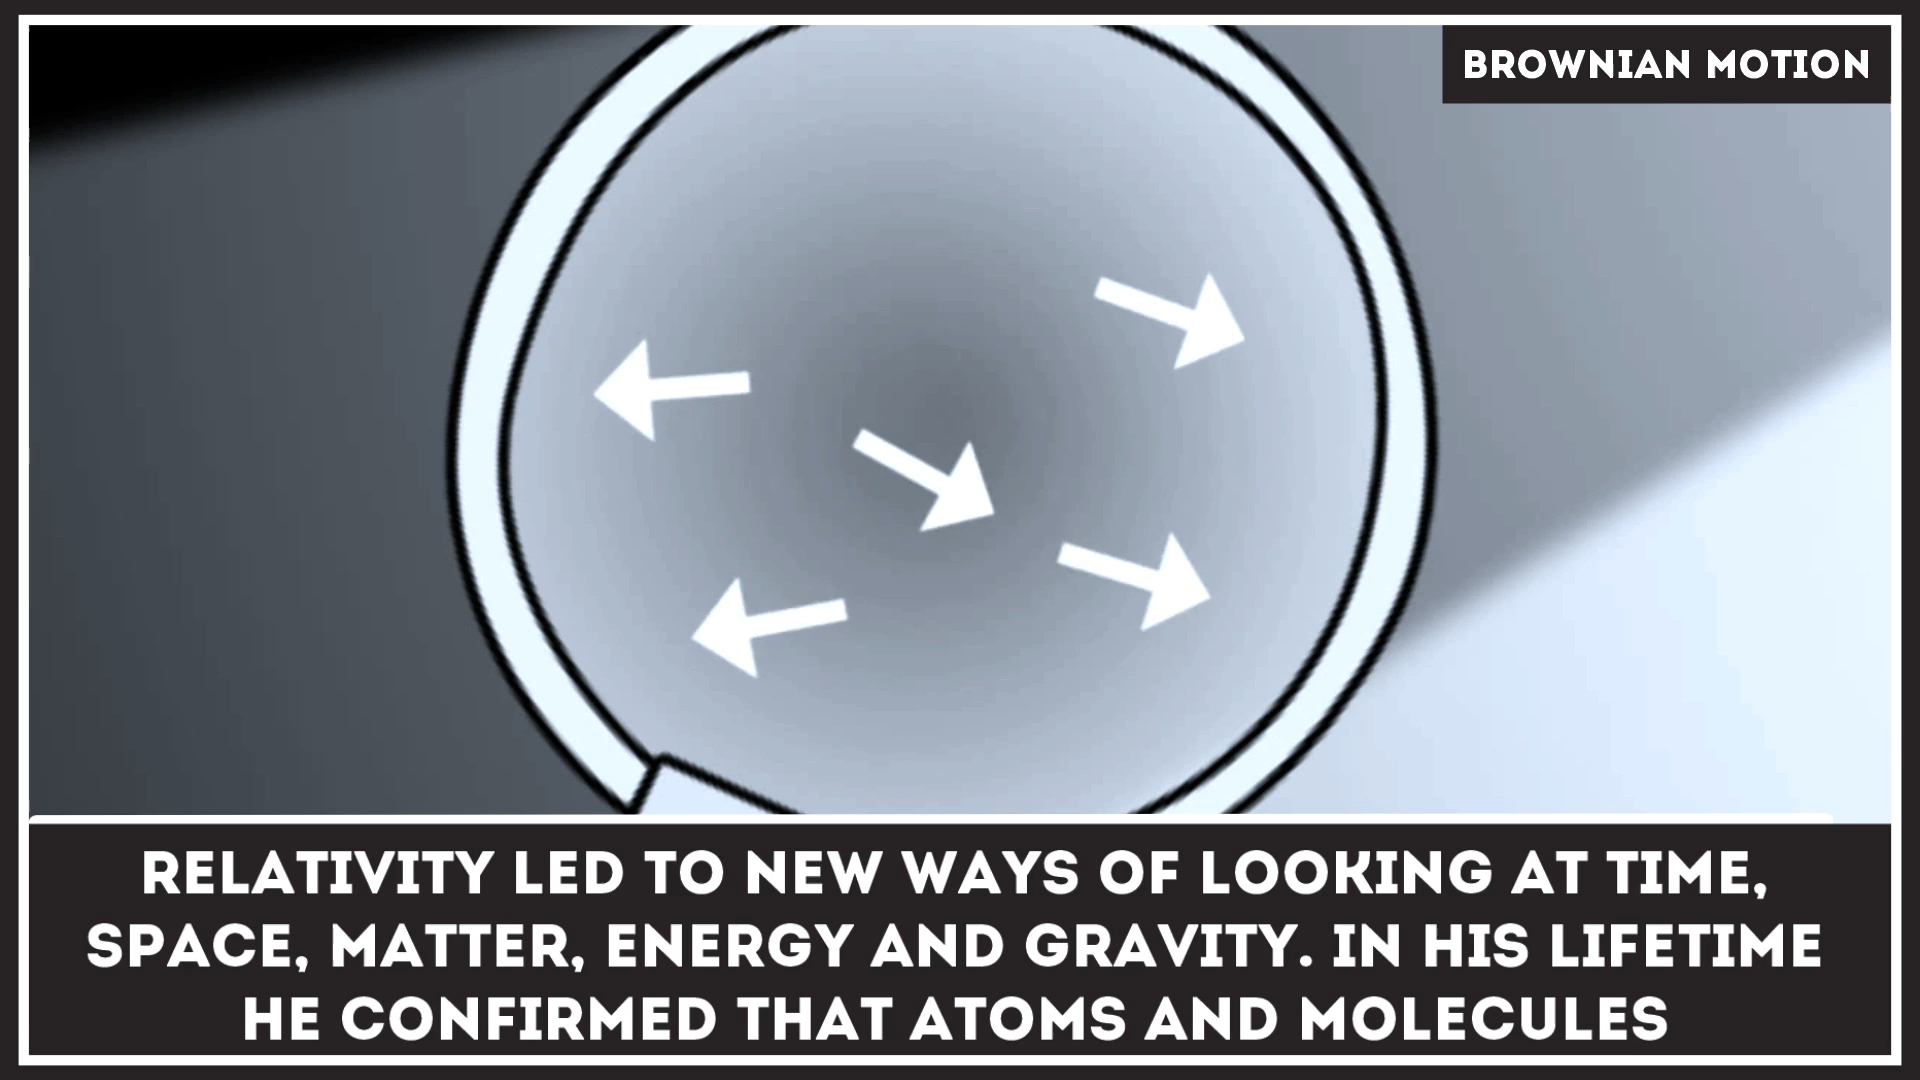 BROWNIAN MOTION
RELATIVITY LED TO NEW WAYS OF LOOKING AT TIME,
SPACE, MATTER, ENERGY AND GRAVITY. IN HIS LIFETIME
HE CONFIRMED THAT ATOMS AND MOLECULES